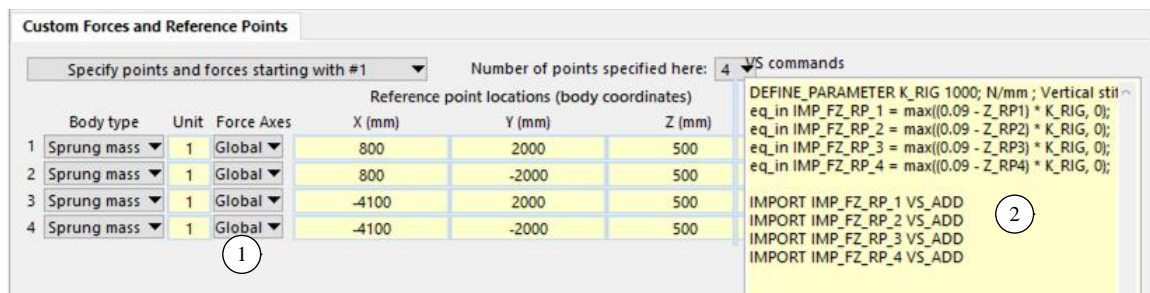 Custom Forces and Reference Points
Specify points and forces starting with #1
Number of points specified here: 4
Reference point locations (body coordinates)
Body type Unit Force Axes X (mm) Y (mm) Z (mm)
1 Sprung mass 1 Global 800 2000 500
2 Sprung mass 1 Global 800 -2000 500
3 Sprung mass 1 Global -4100 2000 500
4 Sprung mass 1 Global -4100 -2000 500
1
VS commands
DEFINE_PARAMETER K_RIG 1000; N/mm ; Vertical stif
eq_in IMP_FZ_RP_1 = max((0.09 - Z_RP1) * K_RIG, 0);
eq_in IMP_FZ_RP_2 = max((0.09 - Z_RP2) * K_RIG, 0);
eq_in IMP_FZ_RP_3 = max((0.09 - Z_RP3) * K_RIG, 0);
eq_in IMP_FZ_RP_4 = max((0.09 - Z_RP4) * K_RIG, 0);
IMPORT IMP_FZ_RP_1 VS_ADD
IMPORT IMP_FZ_RP_2 VS_ADD
IMPORT IMP_FZ_RP_3 VS_ADD
IMPORT IMP_FZ_RP_4 VS_ADD
2